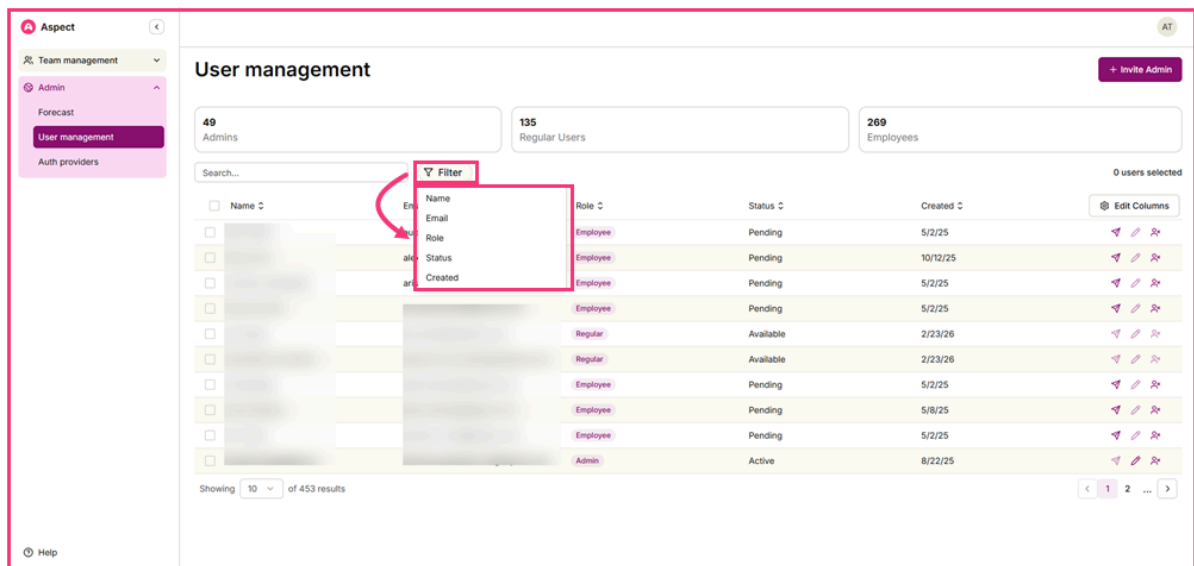 Aspect
AT
Team management
Admin
Forecast
User management
Auth providers
Help
User management
+ Invite Admin
49
Admins
135
Regular Users
269
Employees
Search...
Filter
0 users selected
Name
Email
Role
Status
Created
Name Role Status Created Edit Columns
Employee Pending 5/2/25
Employee Pending 10/12/25
Employee Pending 5/2/25
Employee Pending 5/2/25
Regular Available 2/23/26
Regular Available 2/23/26
Employee Pending 5/2/25
Employee Pending 5/8/25
Employee Pending 5/2/25
Admin Active 8/22/25
Showing 10 of 453 results
1 2 ...